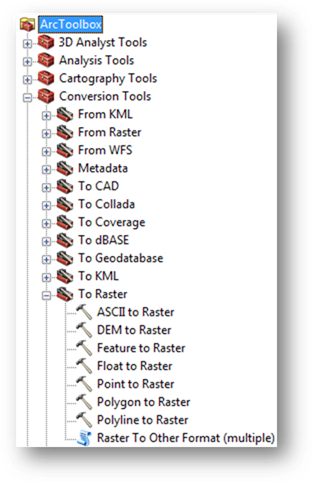 ArcToolbox
3D Analyst Tools
Analysis Tools
Cartography Tools
Conversion Tools
From KML
From Raster
From WFS
Metadata
To CAD
To Collada
To Coverage
To dBASE
To Geodatabase
To KML
To Raster
ASCII to Raster
DEM to Raster
Feature to Raster
Float to Raster
Point to Raster
Polygon to Raster
Polyline to Raster
Raster To Other Format (multiple)